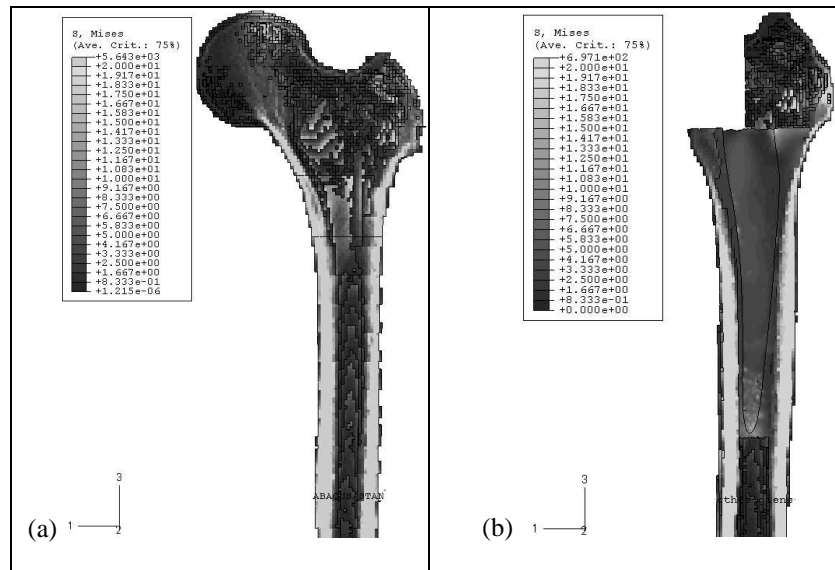 S, Mises
(Ave. Crit.: 75%)
+5.643e+03
+2.000e+01
+1.917e+01
+1.833e+01
+1.750e+01
+1.667e+01
+1.583e+01
+1.500e+01
+1.417e+01
+1.333e+01
+1.250e+01
+1.167e+01
+1.083e+01
+1.000e+01
+9.167e+00
+8.333e+00
+7.500e+00
+6.667e+00
+5.833e+00
+5.000e+00
+4.167e+00
+3.333e+00
+2.500e+00
+1.667e+00
+8.333e-01
+1.215e-06
3
1
2
(a)
S, Mises
(Ave. Crit.: 75%)
+6.971e+02
+2.000e+01
+1.917e+01
+1.833e+01
+1.750e+01
+1.667e+01
+1.583e+01
+1.500e+01
+1.417e+01
+1.333e+01
+1.250e+01
+1.167e+01
+1.083e+01
+1.000e+01
+9.167e+00
+8.333e+00
+7.500e+00
+6.667e+00
+5.833e+00
+5.000e+00
+4.167e+00
+3.333e+00
+2.500e+00
+1.667e+00
+8.333e-01
+0.000e+00
3
1
2
(b)